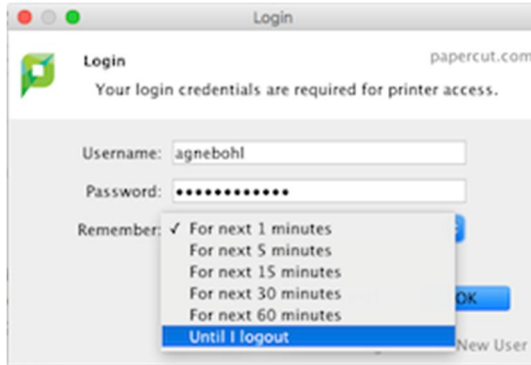 Login
Login
papercut.com
Your login credentials are required for printer access.
Username: agnebohl
Password: ••••••••••••
Remember: ✓ For next 1 minutes
For next 5 minutes
For next 15 minutes
For next 30 minutes
For next 60 minutes
OK
Until I logout
New User